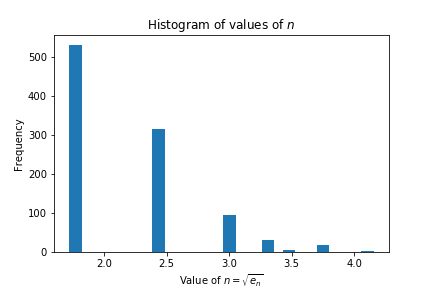 Histogram of values of n
500
400
300
200
100
0
Frequency
2.0 2.5 3.0 3.5 4.0
Value of n = √e_n